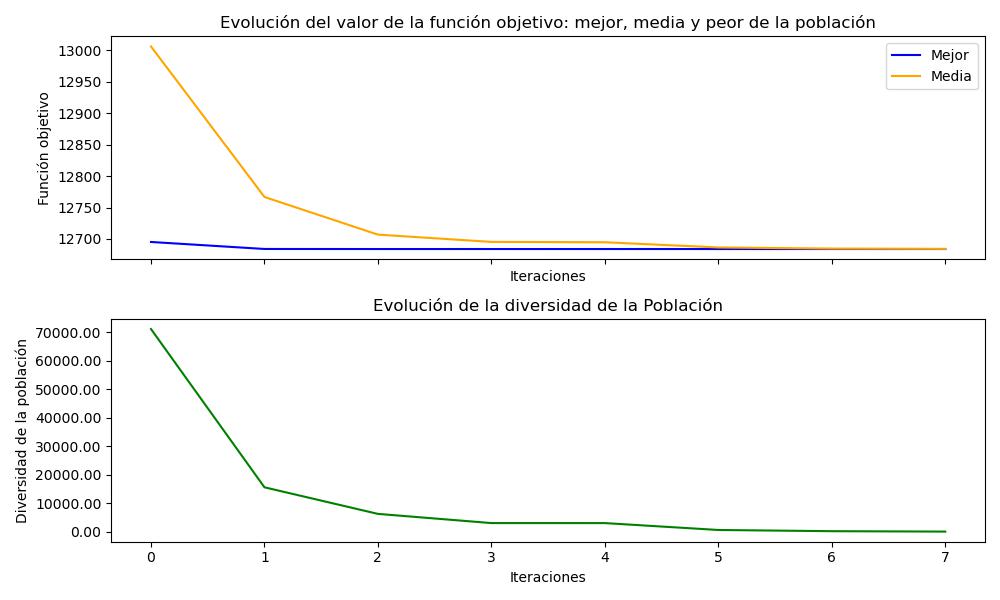 Evolución del valor de la función objetivo: mejor, media y peor de la población
Función objetivo
13000
12950
12900
12850
12800
12750
12700
Mejor
Media
Iteraciones
Evolución de la diversidad de la Población
Diversidad de la población
70000.00
60000.00
50000.00
40000.00
30000.00
20000.00
10000.00
0.00
0 1 2 3 4 5 6 7
Iteraciones